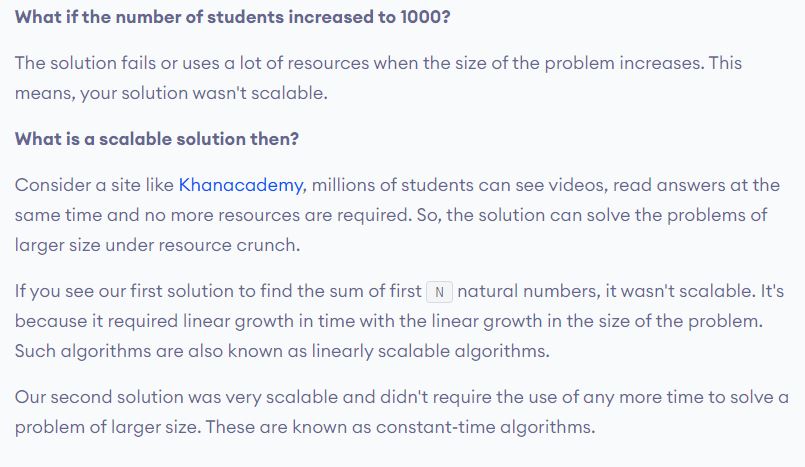 What if the number of students increased to 1000?
The solution fails or uses a lot of resources when the size of the problem increases. This
means, your solution wasn't scalable.
What is a scalable solution then?
Consider a site like Khanacademy, millions of students can see videos, read answers at the
same time and no more resources are required. So, the solution can solve the problems of
larger size under resource crunch.
If you see our first solution to find the sum of first N natural numbers, it wasn't scalable. It's
because it required linear growth in time with the linear growth in the size of the problem.
Such algorithms are also known as linearly scalable algorithms.
Our second solution was very scalable and didn't require the use of any more time to solve a
problem of larger size. These are known as constant-time algorithms.